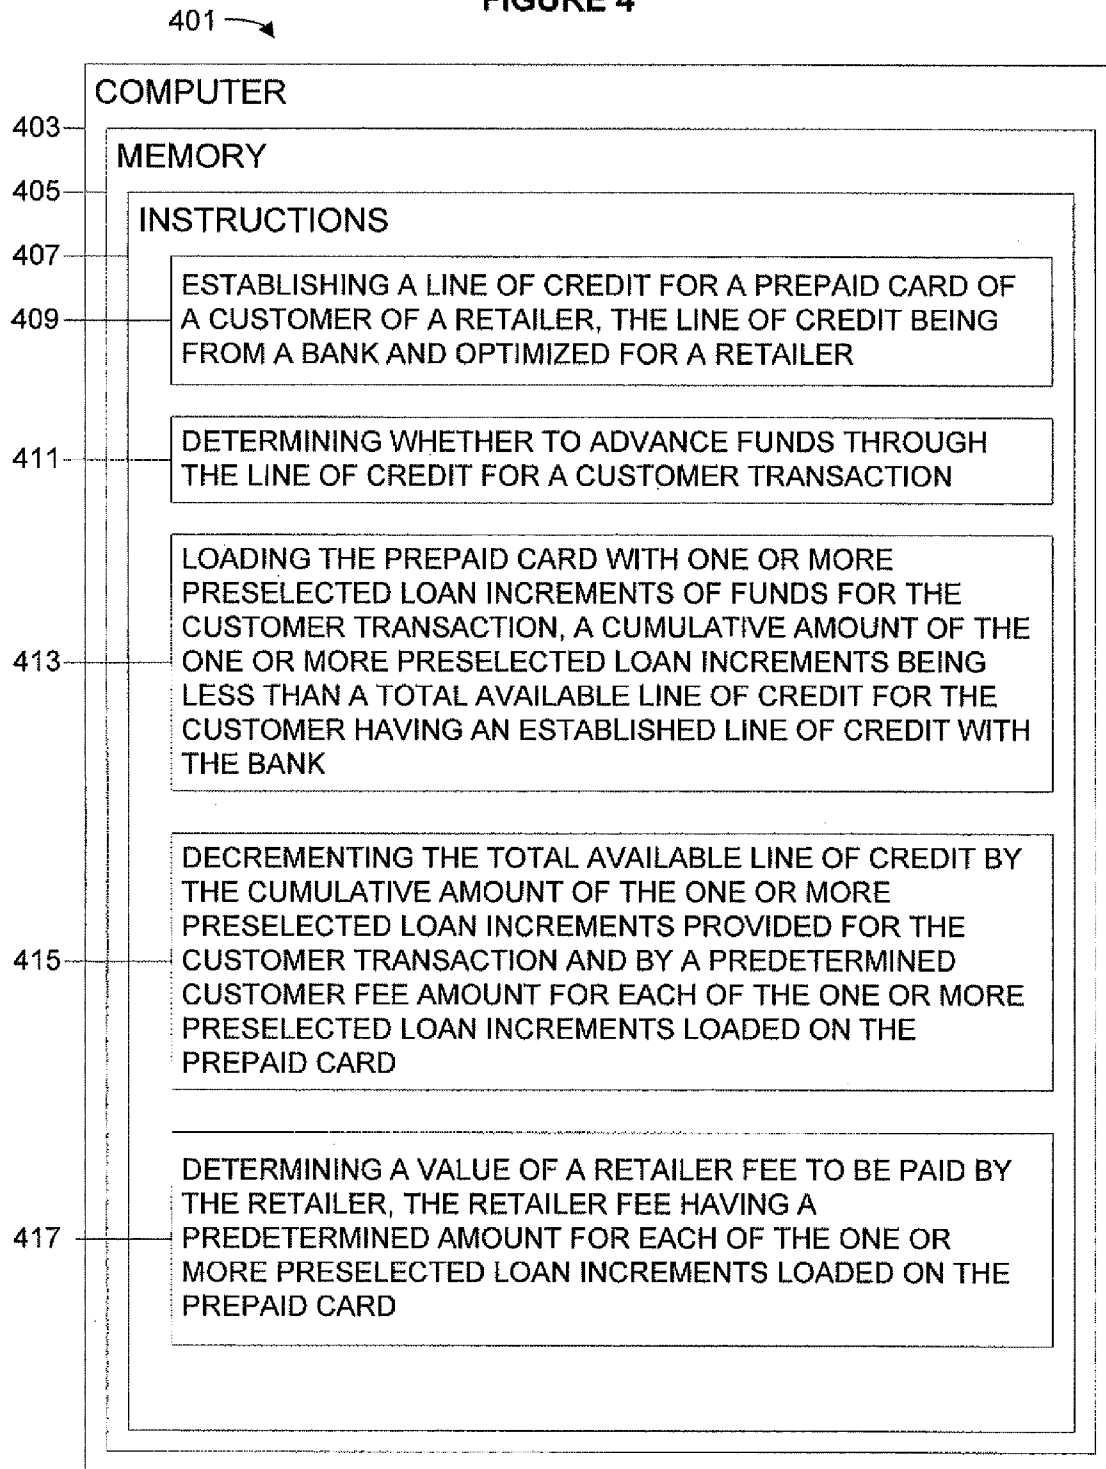 FIGURE 4
401
COMPUTER
403
MEMORY
405
INSTRUCTIONS
407
ESTABLISHING A LINE OF CREDIT FOR A PREPAID CARD OF
409
A CUSTOMER OF A RETAILER, THE LINE OF CREDIT BEING
FROM A BANK AND OPTIMIZED FOR A RETAILER
DETERMINING WHETHER TO ADVANCE FUNDS THROUGH
411
THE LINE OF CREDIT FOR A CUSTOMER TRANSACTION
LOADING THE PREPAID CARD WITH ONE OR MORE
PRESELECTED LOAN INCREMENTS OF FUNDS FOR THE
CUSTOMER TRANSACTION, A CUMULATIVE AMOUNT OF THE
413
ONE OR MORE PRESELECTED LOAN INCREMENTS BEING
LESS THAN A TOTAL AVAILABLE LINE OF CREDIT FOR THE
CUSTOMER HAVING AN ESTABLISHED LINE OF CREDIT WITH
THE BANK
DECREMENTING THE TOTAL AVAILABLE LINE OF CREDIT BY
THE CUMULATIVE AMOUNT OF THE ONE OR MORE
PRESELECTED LOAN INCREMENTS PROVIDED FOR THE
415
CUSTOMER TRANSACTION AND BY A PREDETERMINED
CUSTOMER FEE AMOUNT FOR EACH OF THE ONE OR MORE
PRESELECTED LOAN INCREMENTS LOADED ON THE
PREPAID CARD
DETERMINING A VALUE OF A RETAILER FEE TO BE PAID BY
THE RETAILER, THE RETAILER FEE HAVING A
417
PREDETERMINED AMOUNT FOR EACH OF THE ONE OR
MORE PRESELECTED LOAN INCREMENTS LOADED ON THE
PREPAID CARD